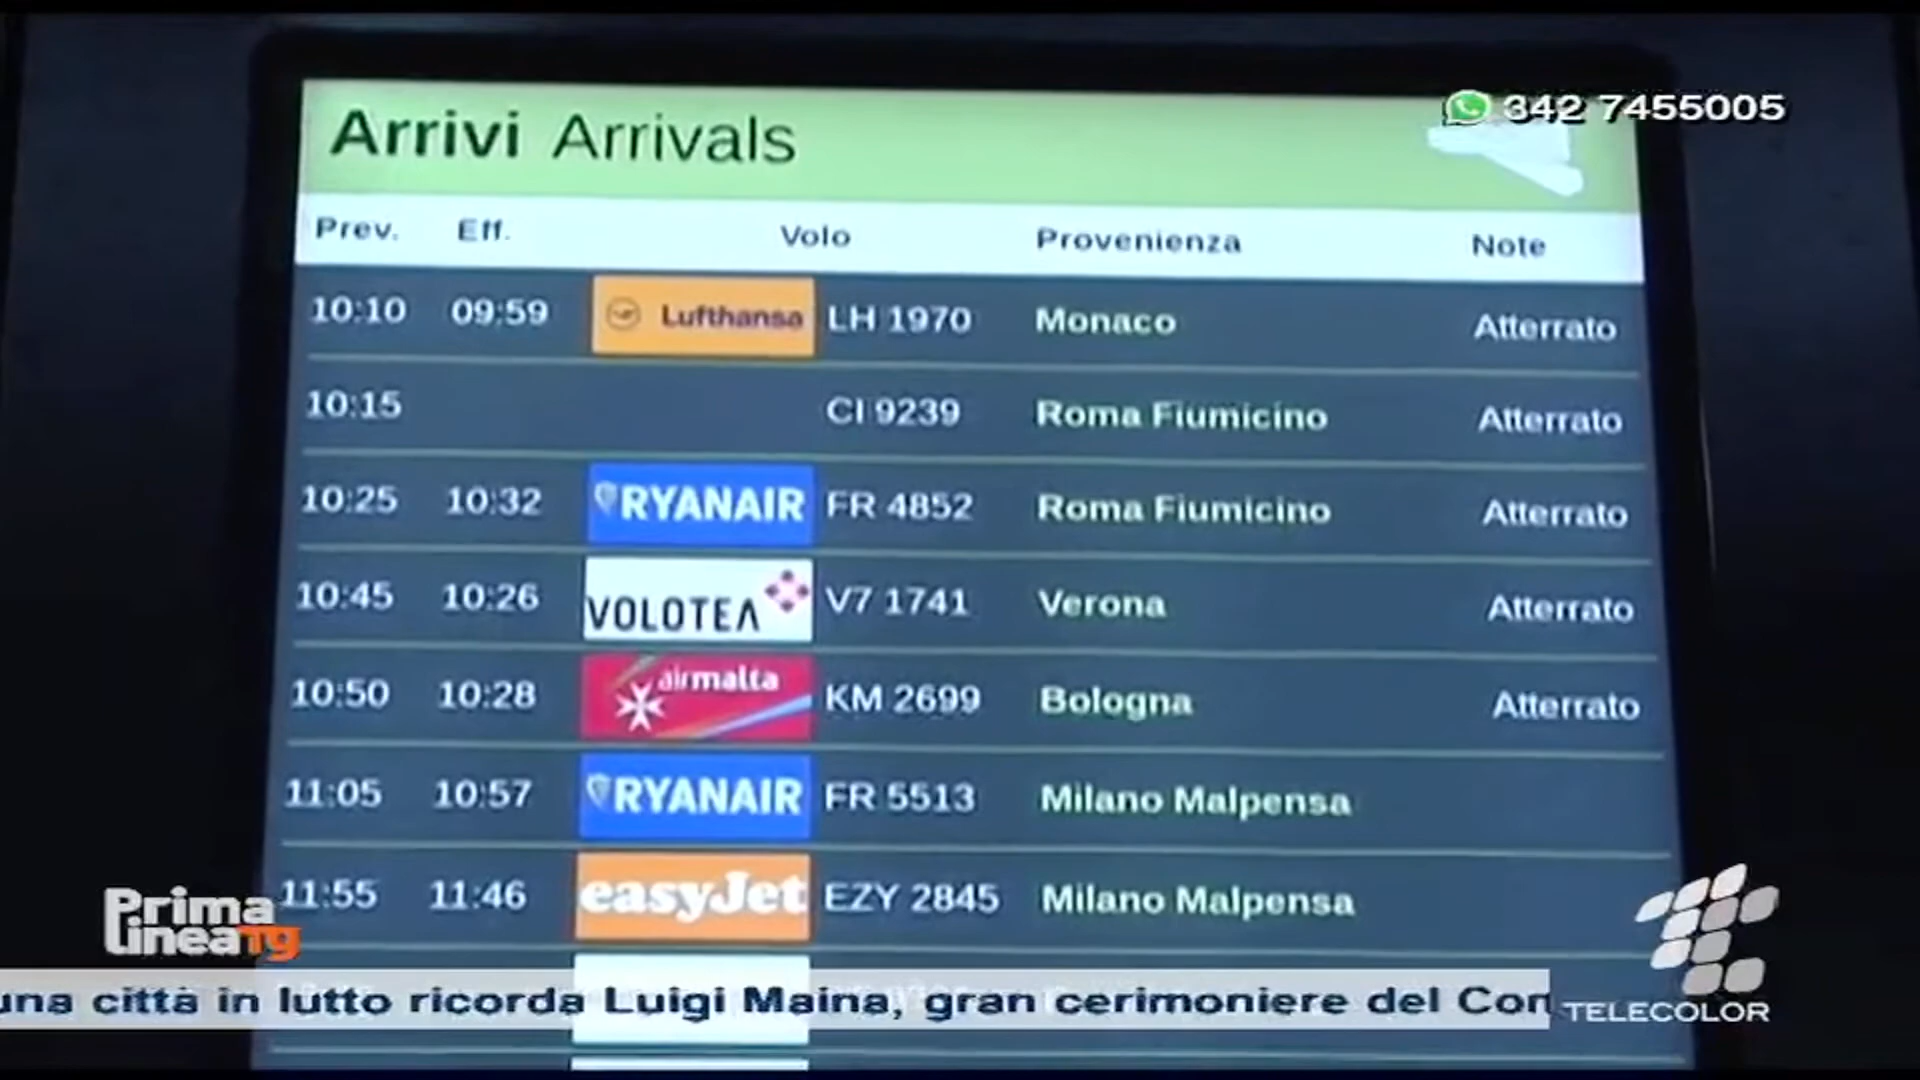 342 7455005
Arrivi Arrivals
Prev. Eff. Volo Provenienza Note
10:10 09:59 Lufthansa LH 1970 Monaco Atterrato
10:15 CI 9239 Roma Fiumicino Atterrato
10:25 10:32 RYANAIR FR 4852 Roma Fiumicino Atterrato
10:45 10:26 VOLOTEA V7 1741 Verona Atterrato
10:50 10:28 airmalta KM 2699 Bologna Atterrato
11:05 10:57 RYANAIR FR 5513 Milano Malpensa
11:55 11:46 easyJet EZY 2845 Milano Malpensa
Prima
LineaTg
una città in lutto ricorda Luigi Maina, gran cerimoniere del Con
TELECOLOR